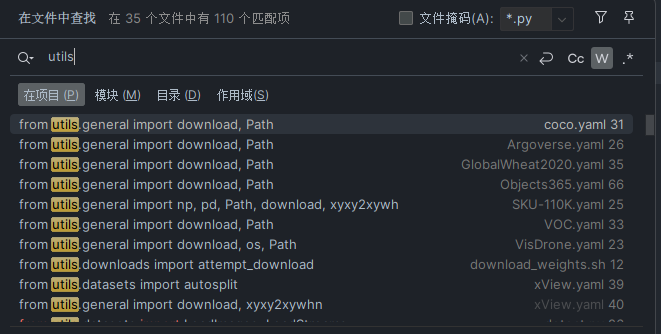 在文件中查找 在 35 个文件中有 110 个匹配项 文件掩码(A): *.py
utils Cc W .*
在项目 (P) 模块 (M) 目录 (D) 作用域(S)
from utils.general import download, Path coco.yaml 31
from utils.general import download, Path Argoverse.yaml 26
from utils.general import download, Path GlobalWheat2020.yaml 35
from utils.general import download, Path Objects365.yaml 66
from utils.general import np, pd, Path, download, xyxy2xywh SKU-110K.yaml 25
from utils.general import download, Path VOC.yaml 33
from utils.general import download, os, Path VisDrone.yaml 23
from utils.downloads import attempt_download download_weights.sh 12
from utils.datasets import autosplit xView.yaml 39
from utils.general import download, xyxy2xywhn xView.yaml 40